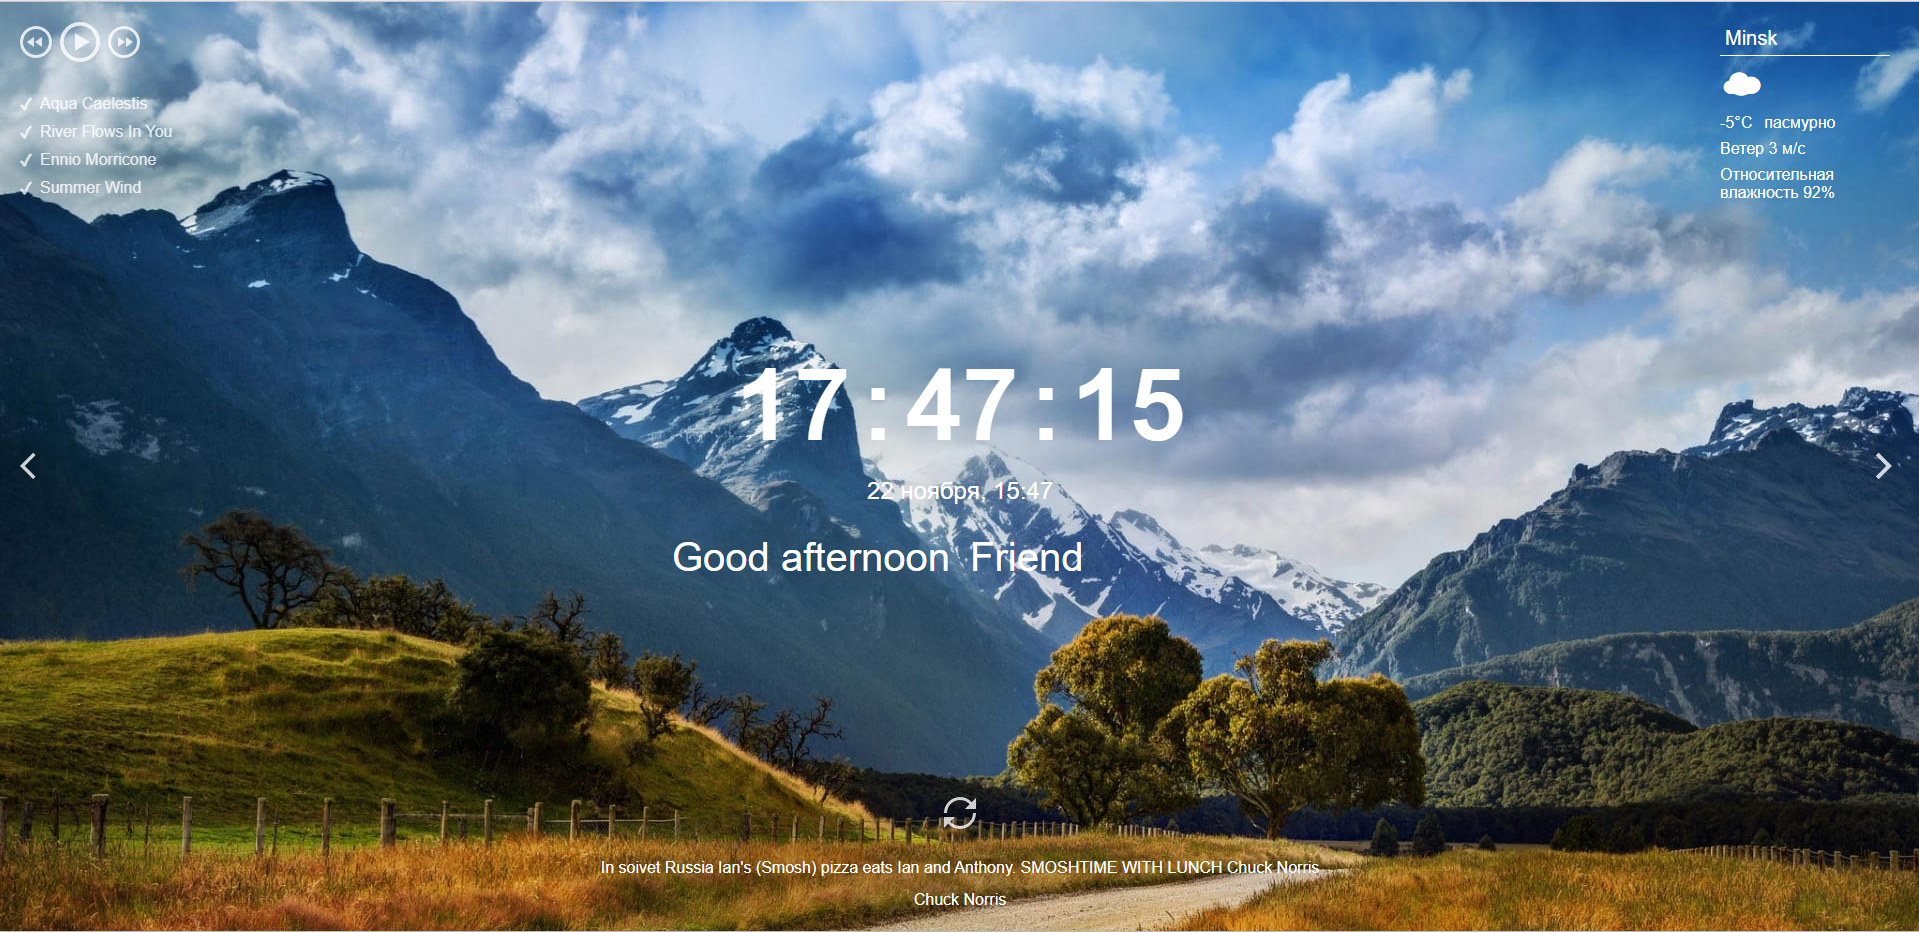 Minsk
Aqua Caelestis
River Flows In You
Ennio Morricone
Summer Wind
-5°C пасмурно
Ветер 3 м/с
Относительная
влажность 92%
17:47:15
22 ноября, 15:47
Good afternoon Friend
In soivet Russia Ian's (Smosh) pizza eats Ian and Anthony. SMOSHTIME WITH LUNCH Chuck Norris
Chuck Norris